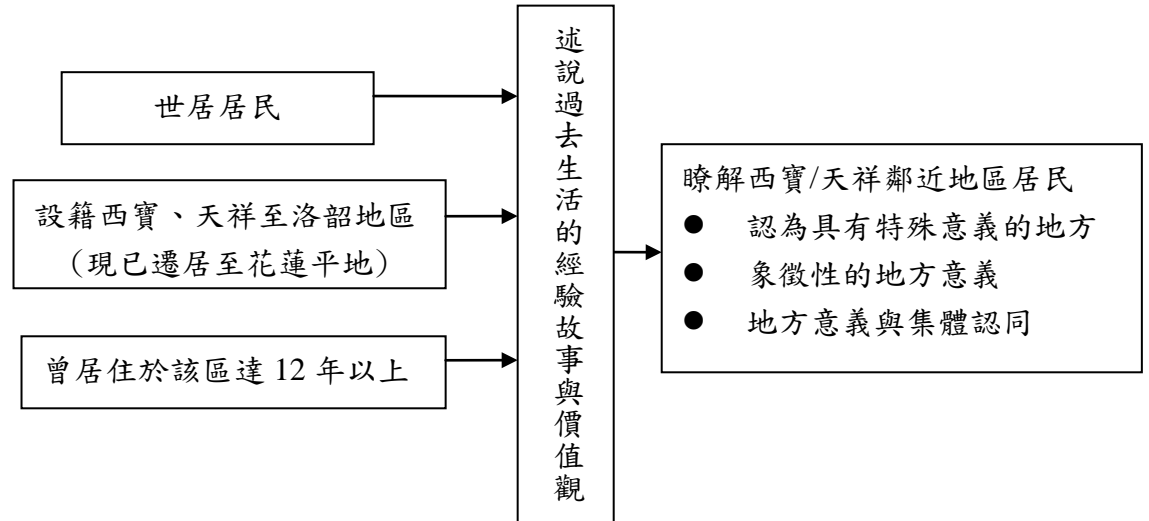 世居居民
設籍西寶、天祥至洛韶地區
（現已遷居至花蓮平地）
曾居住於該區達 12 年以上
述說過去生活的經驗故事與價值觀
瞭解西寶/天祥鄰近地區居民
● 認為具有特殊意義的地方
● 象徵性的地方意義
● 地方意義與集體認同